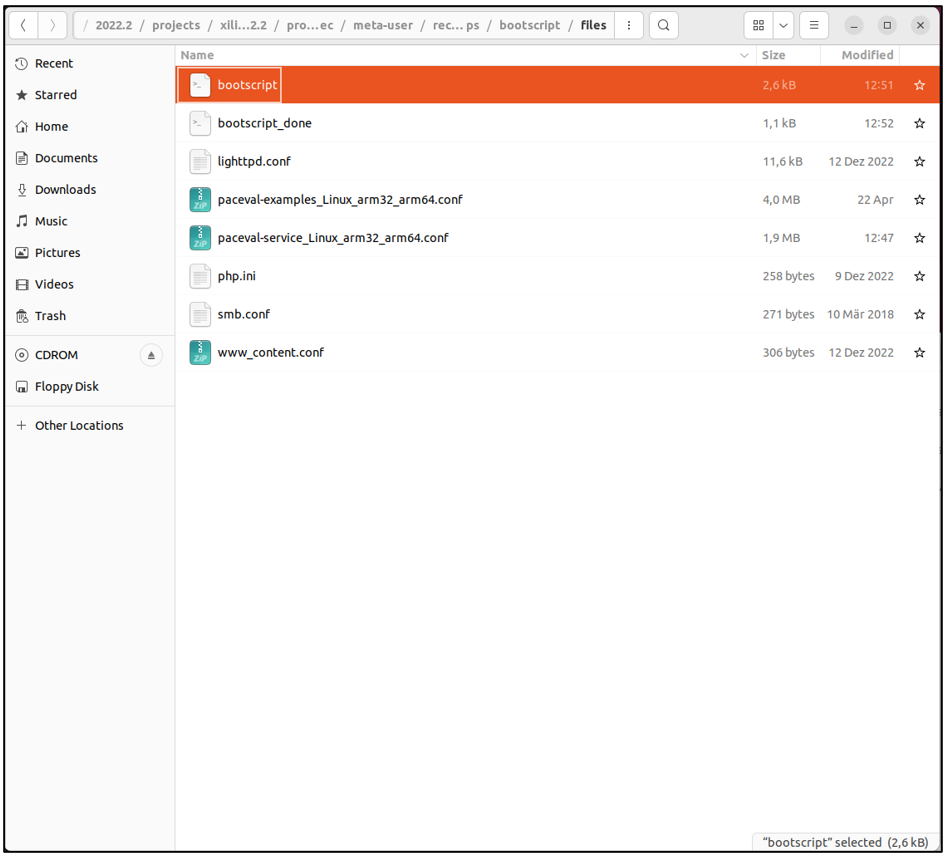 / 2022.2 / projects / xili…2.2 / pro…ec / meta-user / rec…ps / bootscript / files
Name Size Modified
Recent
Starred
Home
Documents
Downloads
Music
Pictures
Videos
Trash
CDROM
Floppy Disk
+ Other Locations
bootscript 2,6 kB 12:51
bootscript_done 1,1 kB 12:52
lighttpd.conf 11,6 kB 12 Dez 2022
paceval-examples_Linux_arm32_arm64.conf 4,0 MB 22 Apr
paceval-service_Linux_arm32_arm64.conf 1,9 MB 12:47
php.ini 258 bytes 9 Dez 2022
smb.conf 271 bytes 10 Mär 2018
www_content.conf 306 bytes 12 Dez 2022
ZIP
ZIP
ZIP
“bootscript” selected (2,6 kB)